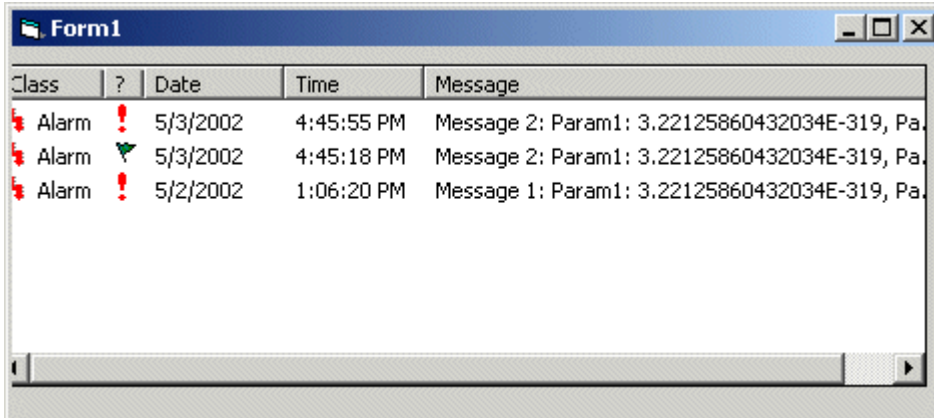 Form1
Class ? Date Time Message
Alarm 5/3/2002 4:45:55 PM Message 2: Param1: 3.22125860432034E-319, Pa.
Alarm 5/3/2002 4:45:18 PM Message 2: Param1: 3.22125860432034E-319, Pa.
Alarm 5/2/2002 1:06:20 PM Message 1: Param1: 3.22125860432034E-319, Pa.